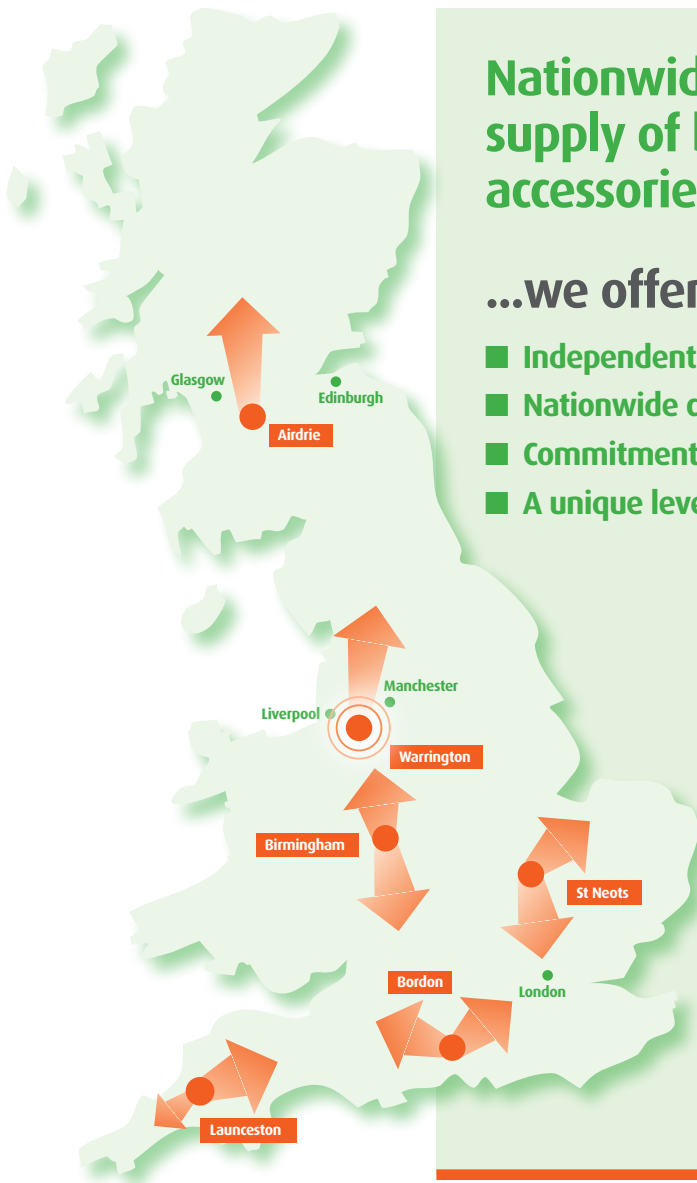 Nationwid
supply of
accessorie
...we offer
Independent
Nationwide
Commitment
A unique leve
Glasgow
Edinburgh
Airdrie
Manchester
Liverpool
Warrington
Birmingham
St Neots
London
Bordon
Launceston